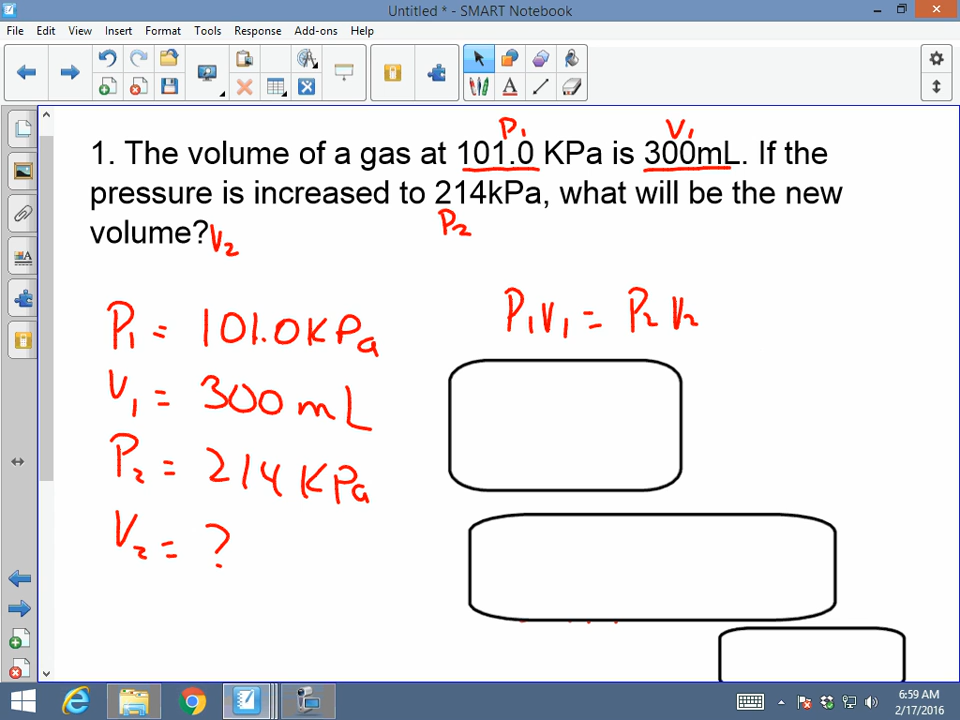 Untitled * - SMART Notebook
File Edit View Insert Format Tools Response Add-ons Help
P1 V1
1. The volume of a gas at 101.0 KPa is 300mL. If the
pressure is increased to 214kPa, what will be the new
P2
volume? V2
P1 = 101.0 KPa
P1V1 = P2V2
V1 = 300 mL
P2 = 214 KPa
V2 = ?
6:59 AM
2/17/2016